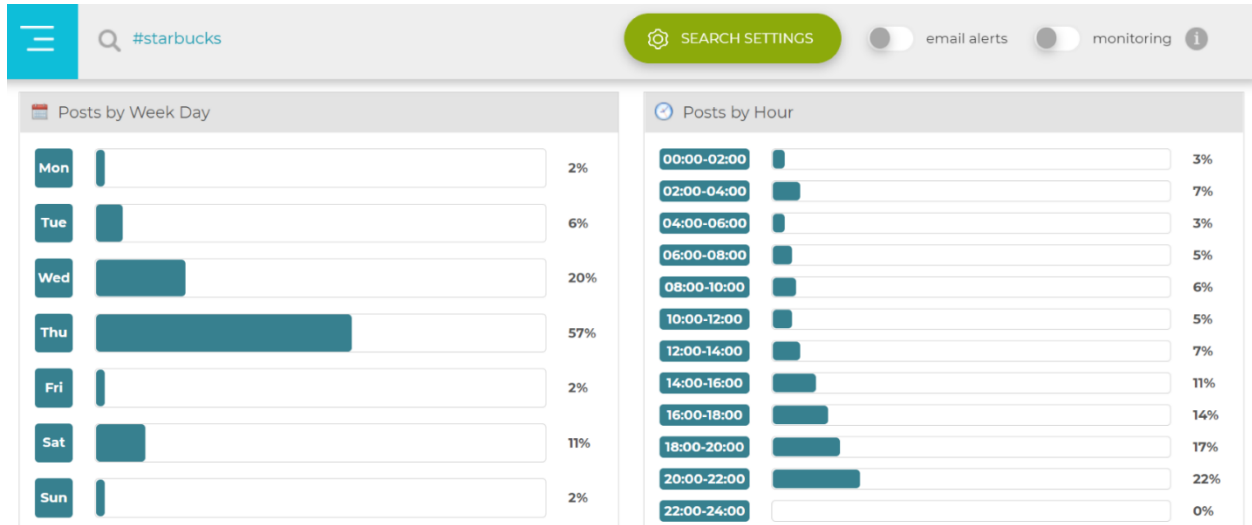 #starbucks
SEARCH SETTINGS
email alerts
monitoring
Posts by Week Day
Mon 2%
Tue 6%
Wed 20%
Thu 57%
Fri 2%
Sat 11%
Sun 2%
Posts by Hour
00:00-02:00 3%
02:00-04:00 7%
04:00-06:00 3%
06:00-08:00 5%
08:00-10:00 6%
10:00-12:00 5%
12:00-14:00 7%
14:00-16:00 11%
16:00-18:00 14%
18:00-20:00 17%
20:00-22:00 22%
22:00-24:00 0%